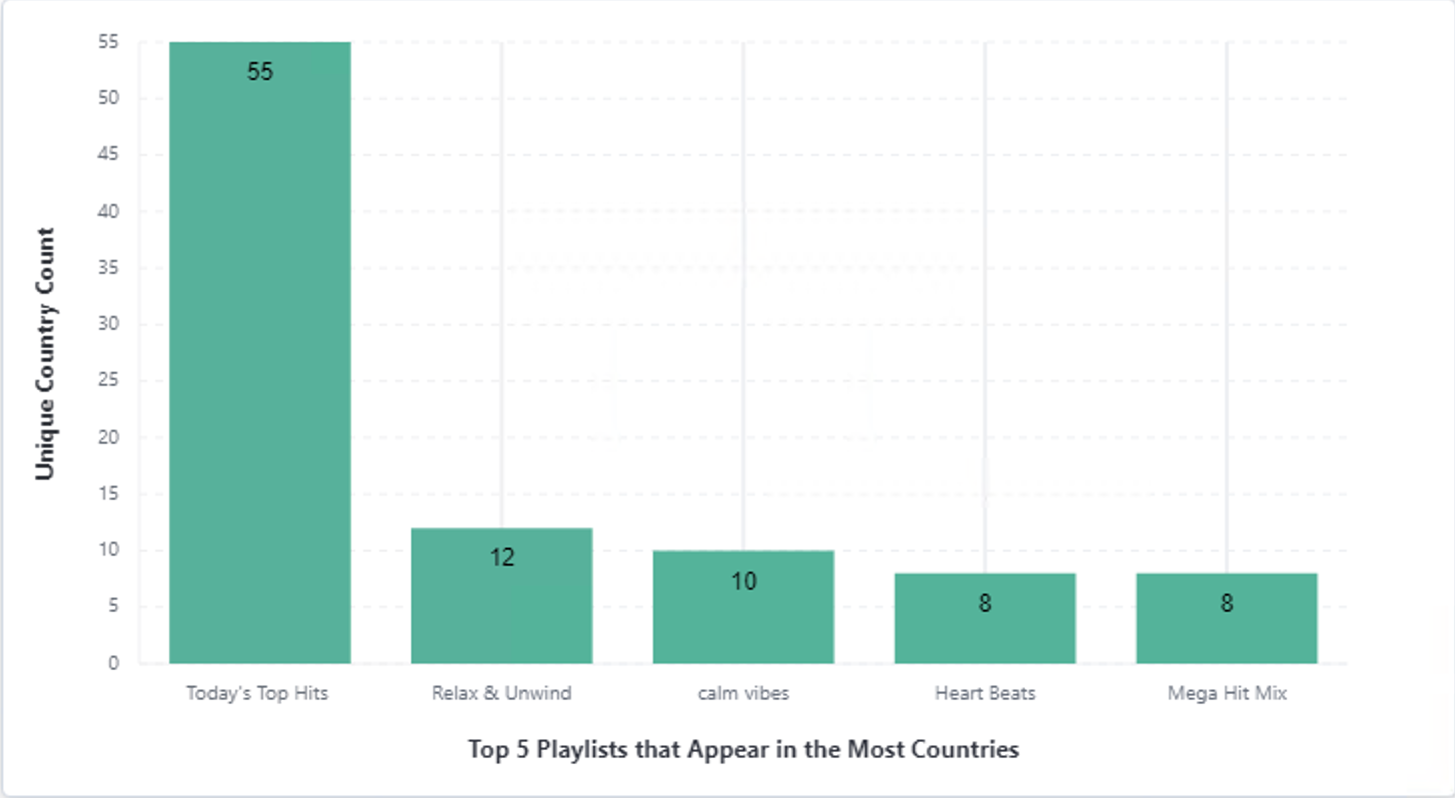 Unique Country Count
55
50
45
40
35
30
25
20
15
10
5
0
55
12
10
8
8
Today's Top Hits
Relax & Unwind
calm vibes
Heart Beats
Mega Hit Mix
Top 5 Playlists that Appear in the Most Countries